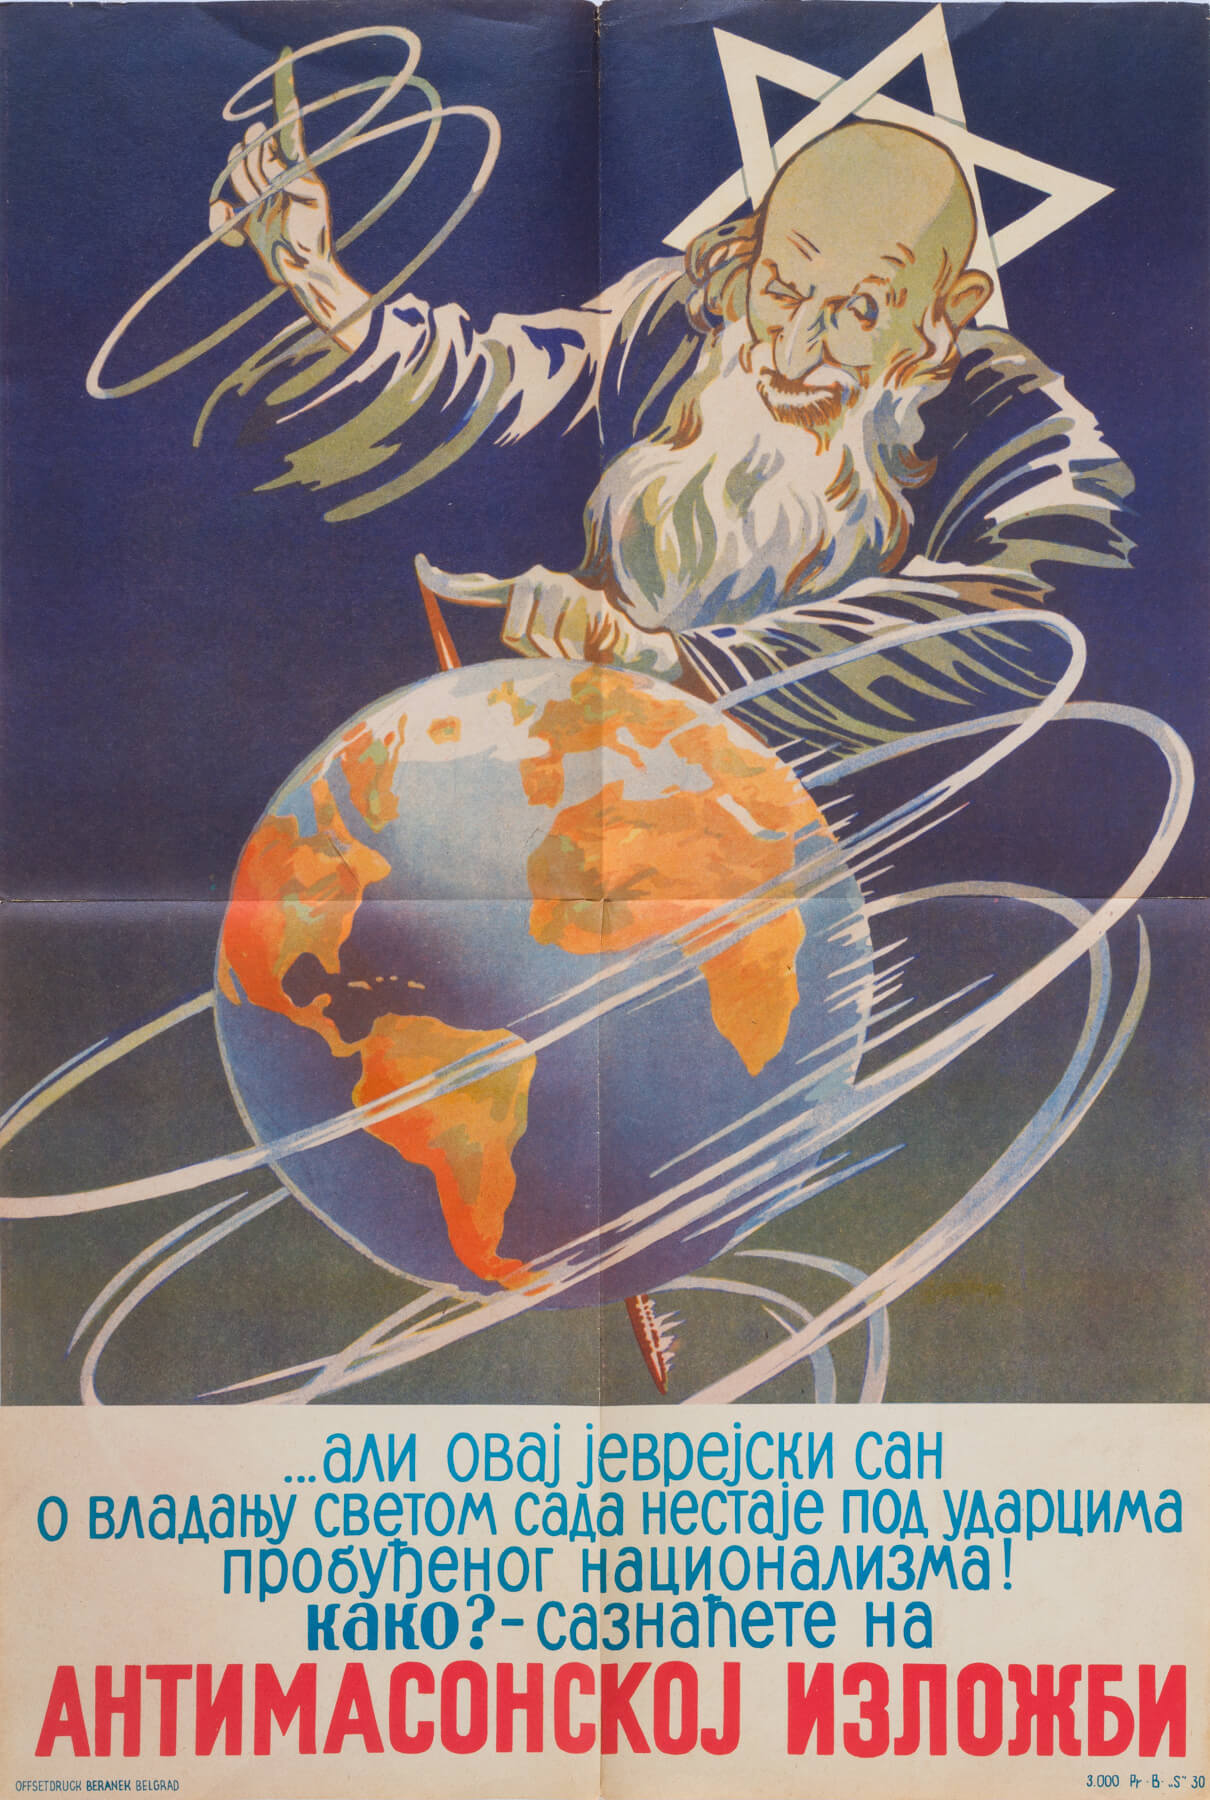 ...али овај јеврејски сан
о владању светом сада нестаје под ударцима
пробуђеног национализма!
како?-сазнаћете на
АНТИМАСОНСКОЈ ИЗЛОЖБИ
OFFSETDRUCK BERANEK BELGRAD
3.000 Pr·B·„S“ 30